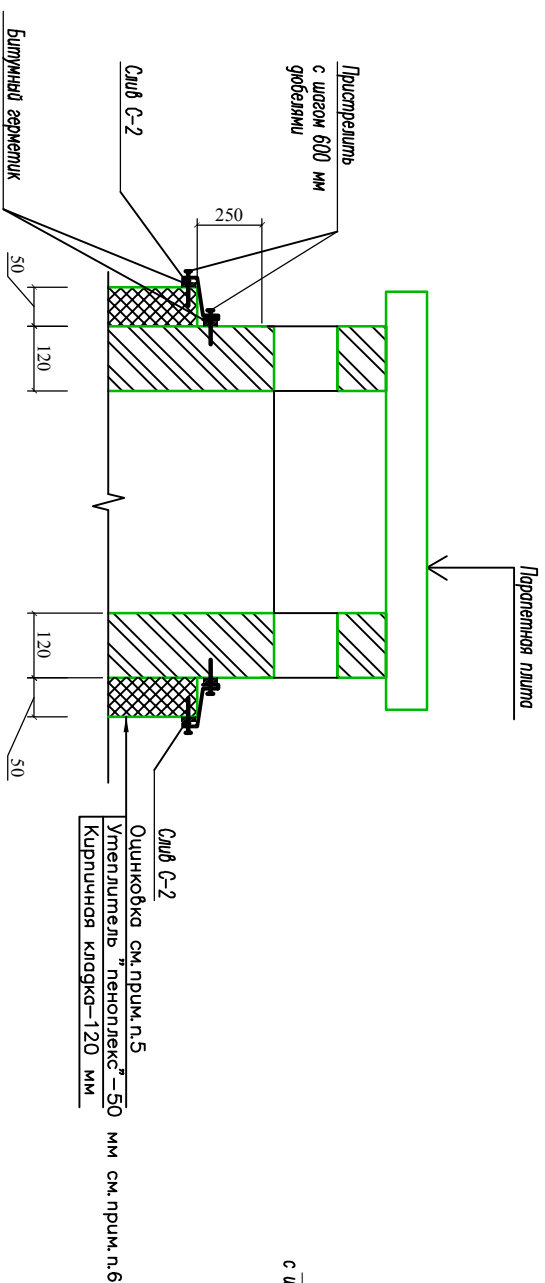 Парапетная плита
Пристрелить
с шагом 600 мм
дюбелями
Слив С-2
Битумный герметик
250
50
120
120
50
Слив С-2
Оцинковка см.прим.п.5
Утеплитель "пеноплекс"-50 мм см.прим.п.6
Кирпичная кладка-120 мм